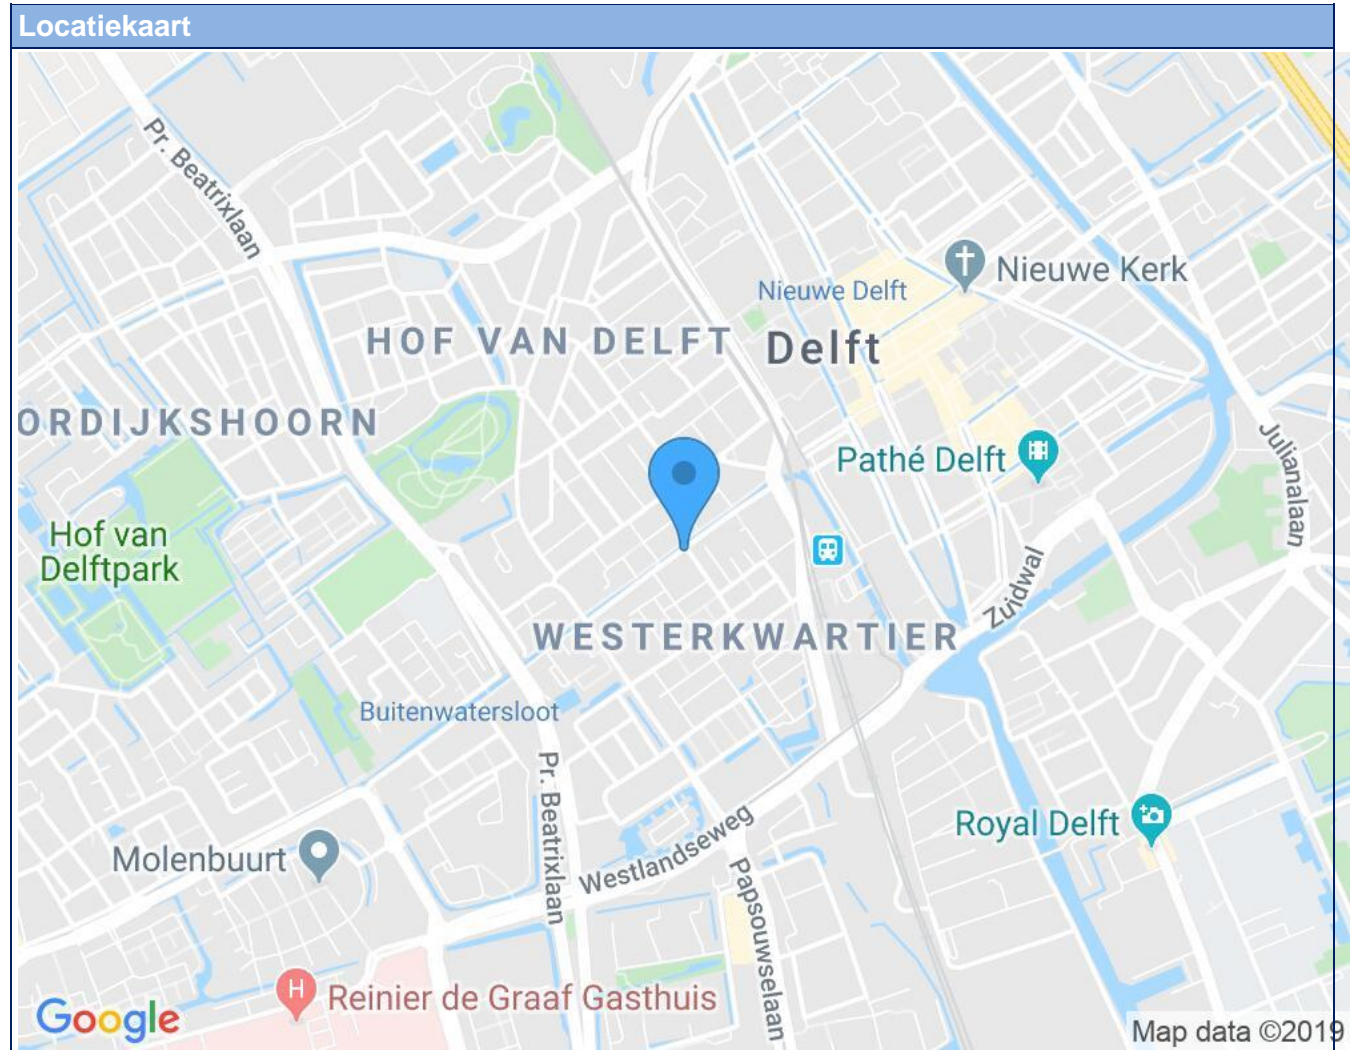 Locatiekaart
Pr. Beatrixlaan
Nieuwe Kerk
Nieuwe Delft
HOF VAN DELFT
Delft
ORDIJKSHOORN
Julianalaan
Pathé Delft
Hof van
Delftpark
Zuidwal
WESTERKWARTIER
Buitenwatersloot
Pr. Beatrixlaan
Royal Delft
Westlandseweg
Molenbuurt
Papsouwselaan
H
Reinier de Graaf Gasthuis
Google
Map data ©2019